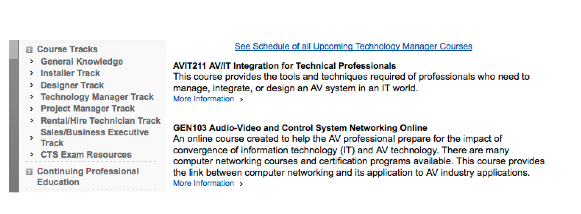 Course Tracks
General Knowledge
Installer Track
Designer Track
Technology Manager Track
Project Manager Track
Rental/Hire Technician Track
Sales/Business Executive
Track
CTS Exam Resources
Continuing Professional
Education
See Schedule of all Upcoming Technology Manager Courses
AVIT211 AV/IT Integration for Technical Professionals
This course provides the tools and techniques required of professionals who need to
manage, integrate, or design an AV system in an IT world.
More Information ›
GEN103 Audio-Video and Control System Networking Online
An online course created to help the AV professional prepare for the impact of
convergence of information technology (IT) and AV technology. There are many
computer networking courses and certification programs available. This course provides
the link between computer networking and its application to AV industry applications.
More Information ›